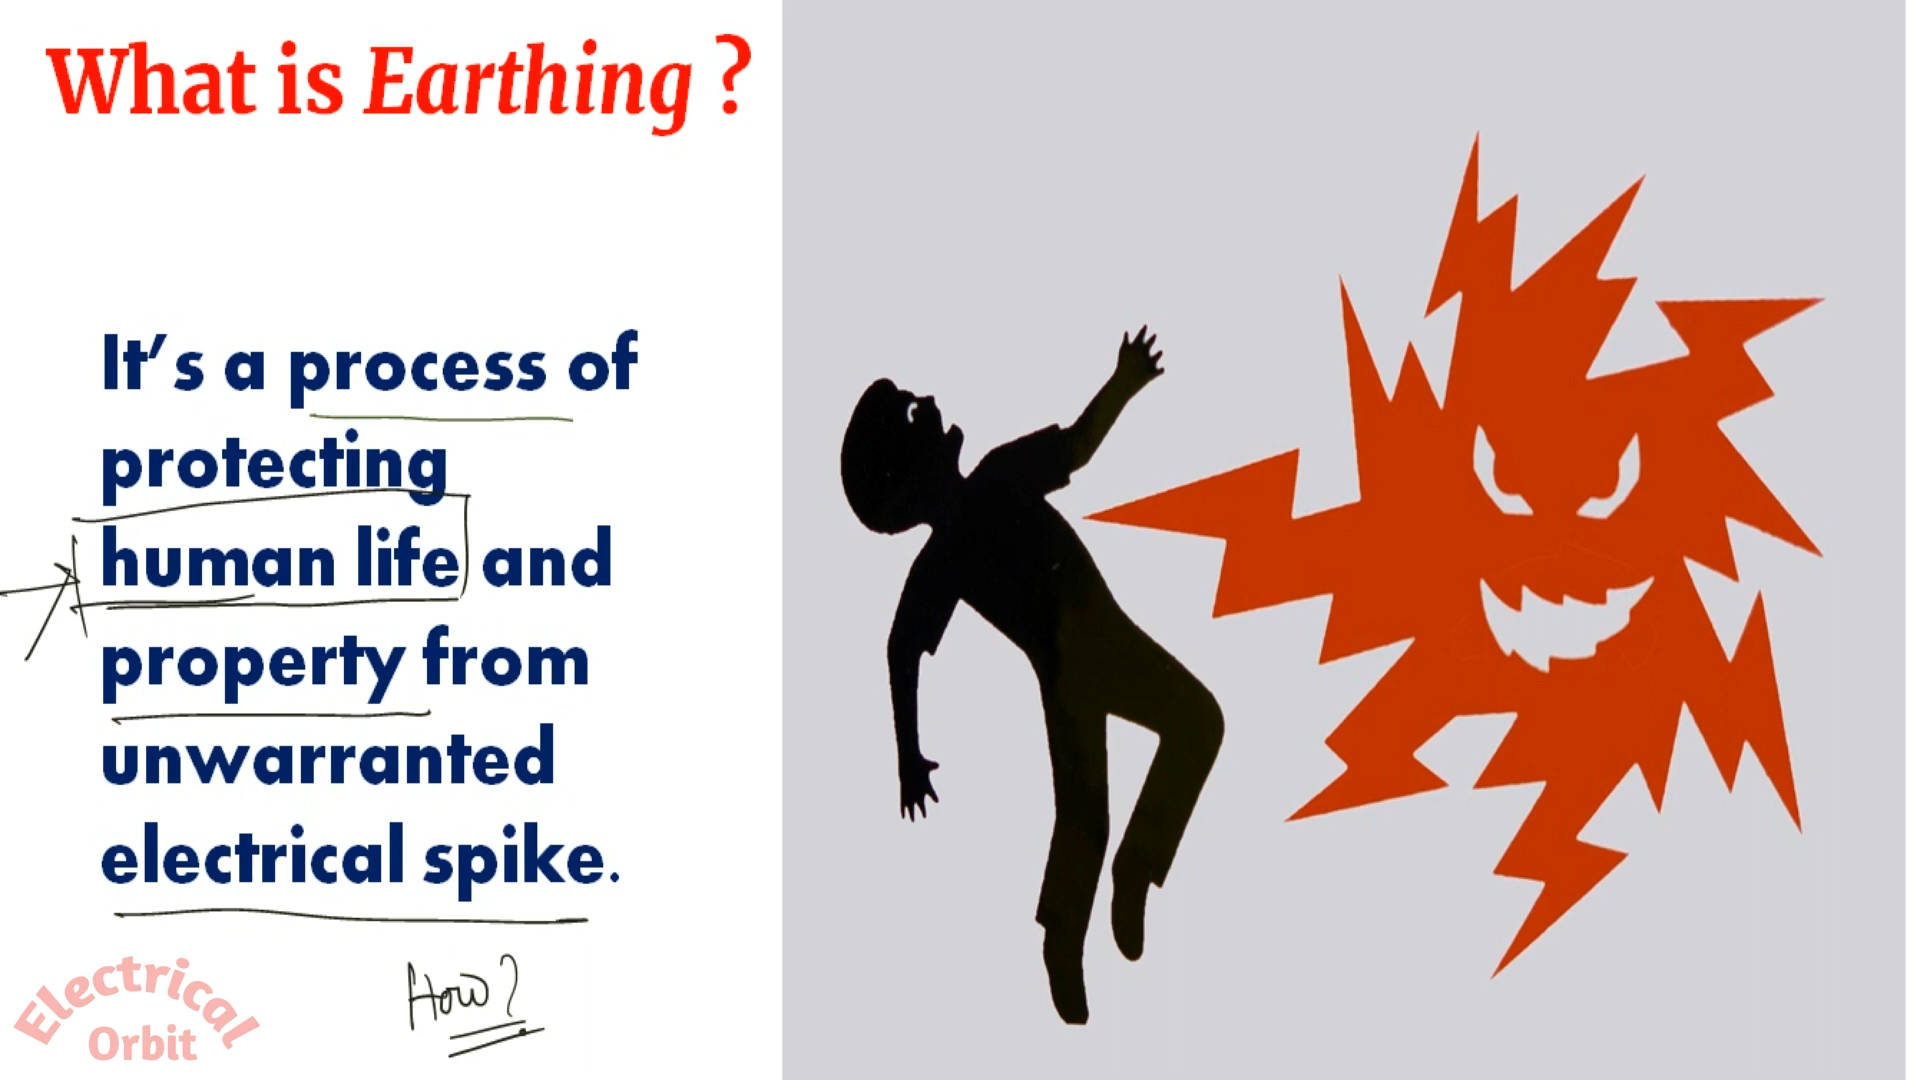 What is Earthing ?
It's a process of
protecting
human life and
property from
unwarranted
electrical spike.
How?
Electrical
Orbit